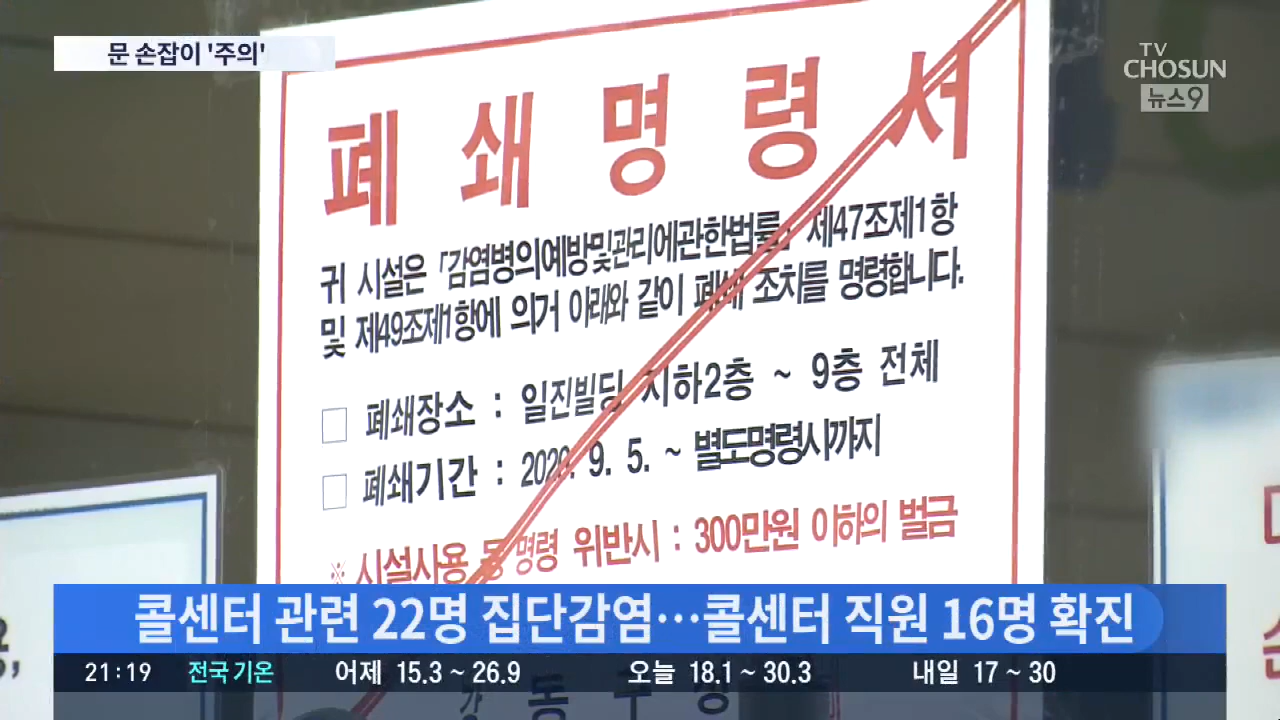 문 손잡이 '주의'
TV
CHOSUN
뉴스9
폐쇄명령서
귀 시설은 「감염병의예방및관리에관한법률」 제47조제1항
및 제49조제1항에 의거 아래와 같이 폐쇄 조치를 명령합니다.
□ 폐쇄장소 : 일진빌딩 지하2층 ~ 9층 전체
□ 폐쇄기간 : 2020. 9. 5. ~ 별도명령시까지
※ 시설사용 등 명령 위반시 : 300만원 이하의 벌금
콜센터 관련 22명 집단감염…콜센터 직원 16명 확진
21:19 전국 기온 어제 15.3 ~ 26.9 오늘 18.1 ~ 30.3 내일 17 ~ 30